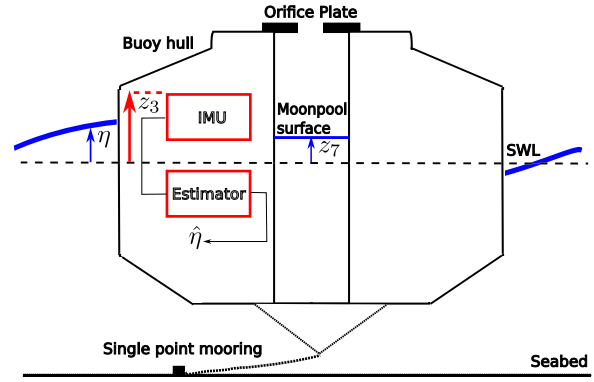 Orifice Plate
Buoy hull
z₃
IMU
Moonpool
surface
η
z₇
SWL
Estimator
η̂
Single point mooring
Seabed